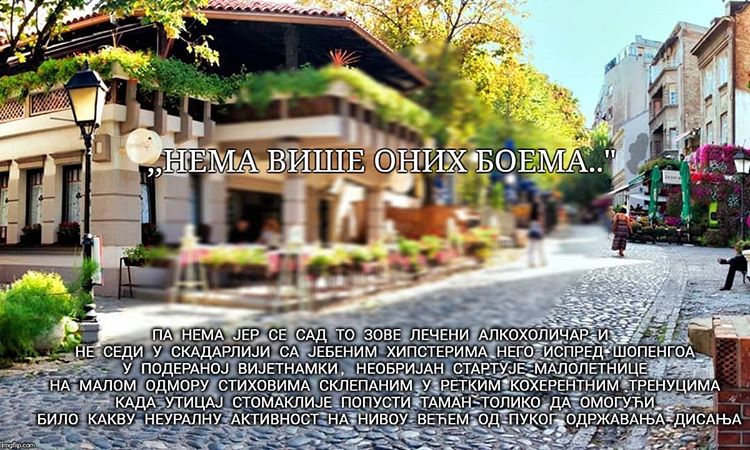 ,,НЕМА ВИШЕ ОНИХ БОЕМА.."
ПА НЕМА ЈЕР СЕ САД ТО ЗОВЕ ЛЕЧЕНИ АЛКОХОЛИЧАР И
НЕ СЕДИ У СКАДАРЛИЈИ СА ЈЕБЕНИМ ХИПСТЕРИМА НЕГО ИСПРЕД ШОПЕНГОА
У ПОДЕРАНОЈ ВИЈЕТНАМКИ, НЕОБРИЈАН СТАРТУЈЕ МАЛОЛЕТНИЦЕ
НА МАЛОМ ОДМОРУ СТИХОВИМА СКЛЕПАНИМ У РЕТКИМ КОХЕРЕНТНИМ ТРЕНУЦИМА
КАДА УТИЦАЈ СТОМАКЛИЈЕ ПОПУСТИ ТАМАН ТОЛИКО ДА ОМОГУЋИ
БИЛО КАКВУ НЕУРАЛНУ АКТИВНОСТ НА НИВОУ ВЕЋЕМ ОД ПУКОГ ОДРЖАВАЊА ДИСАЊА
imgflip.com